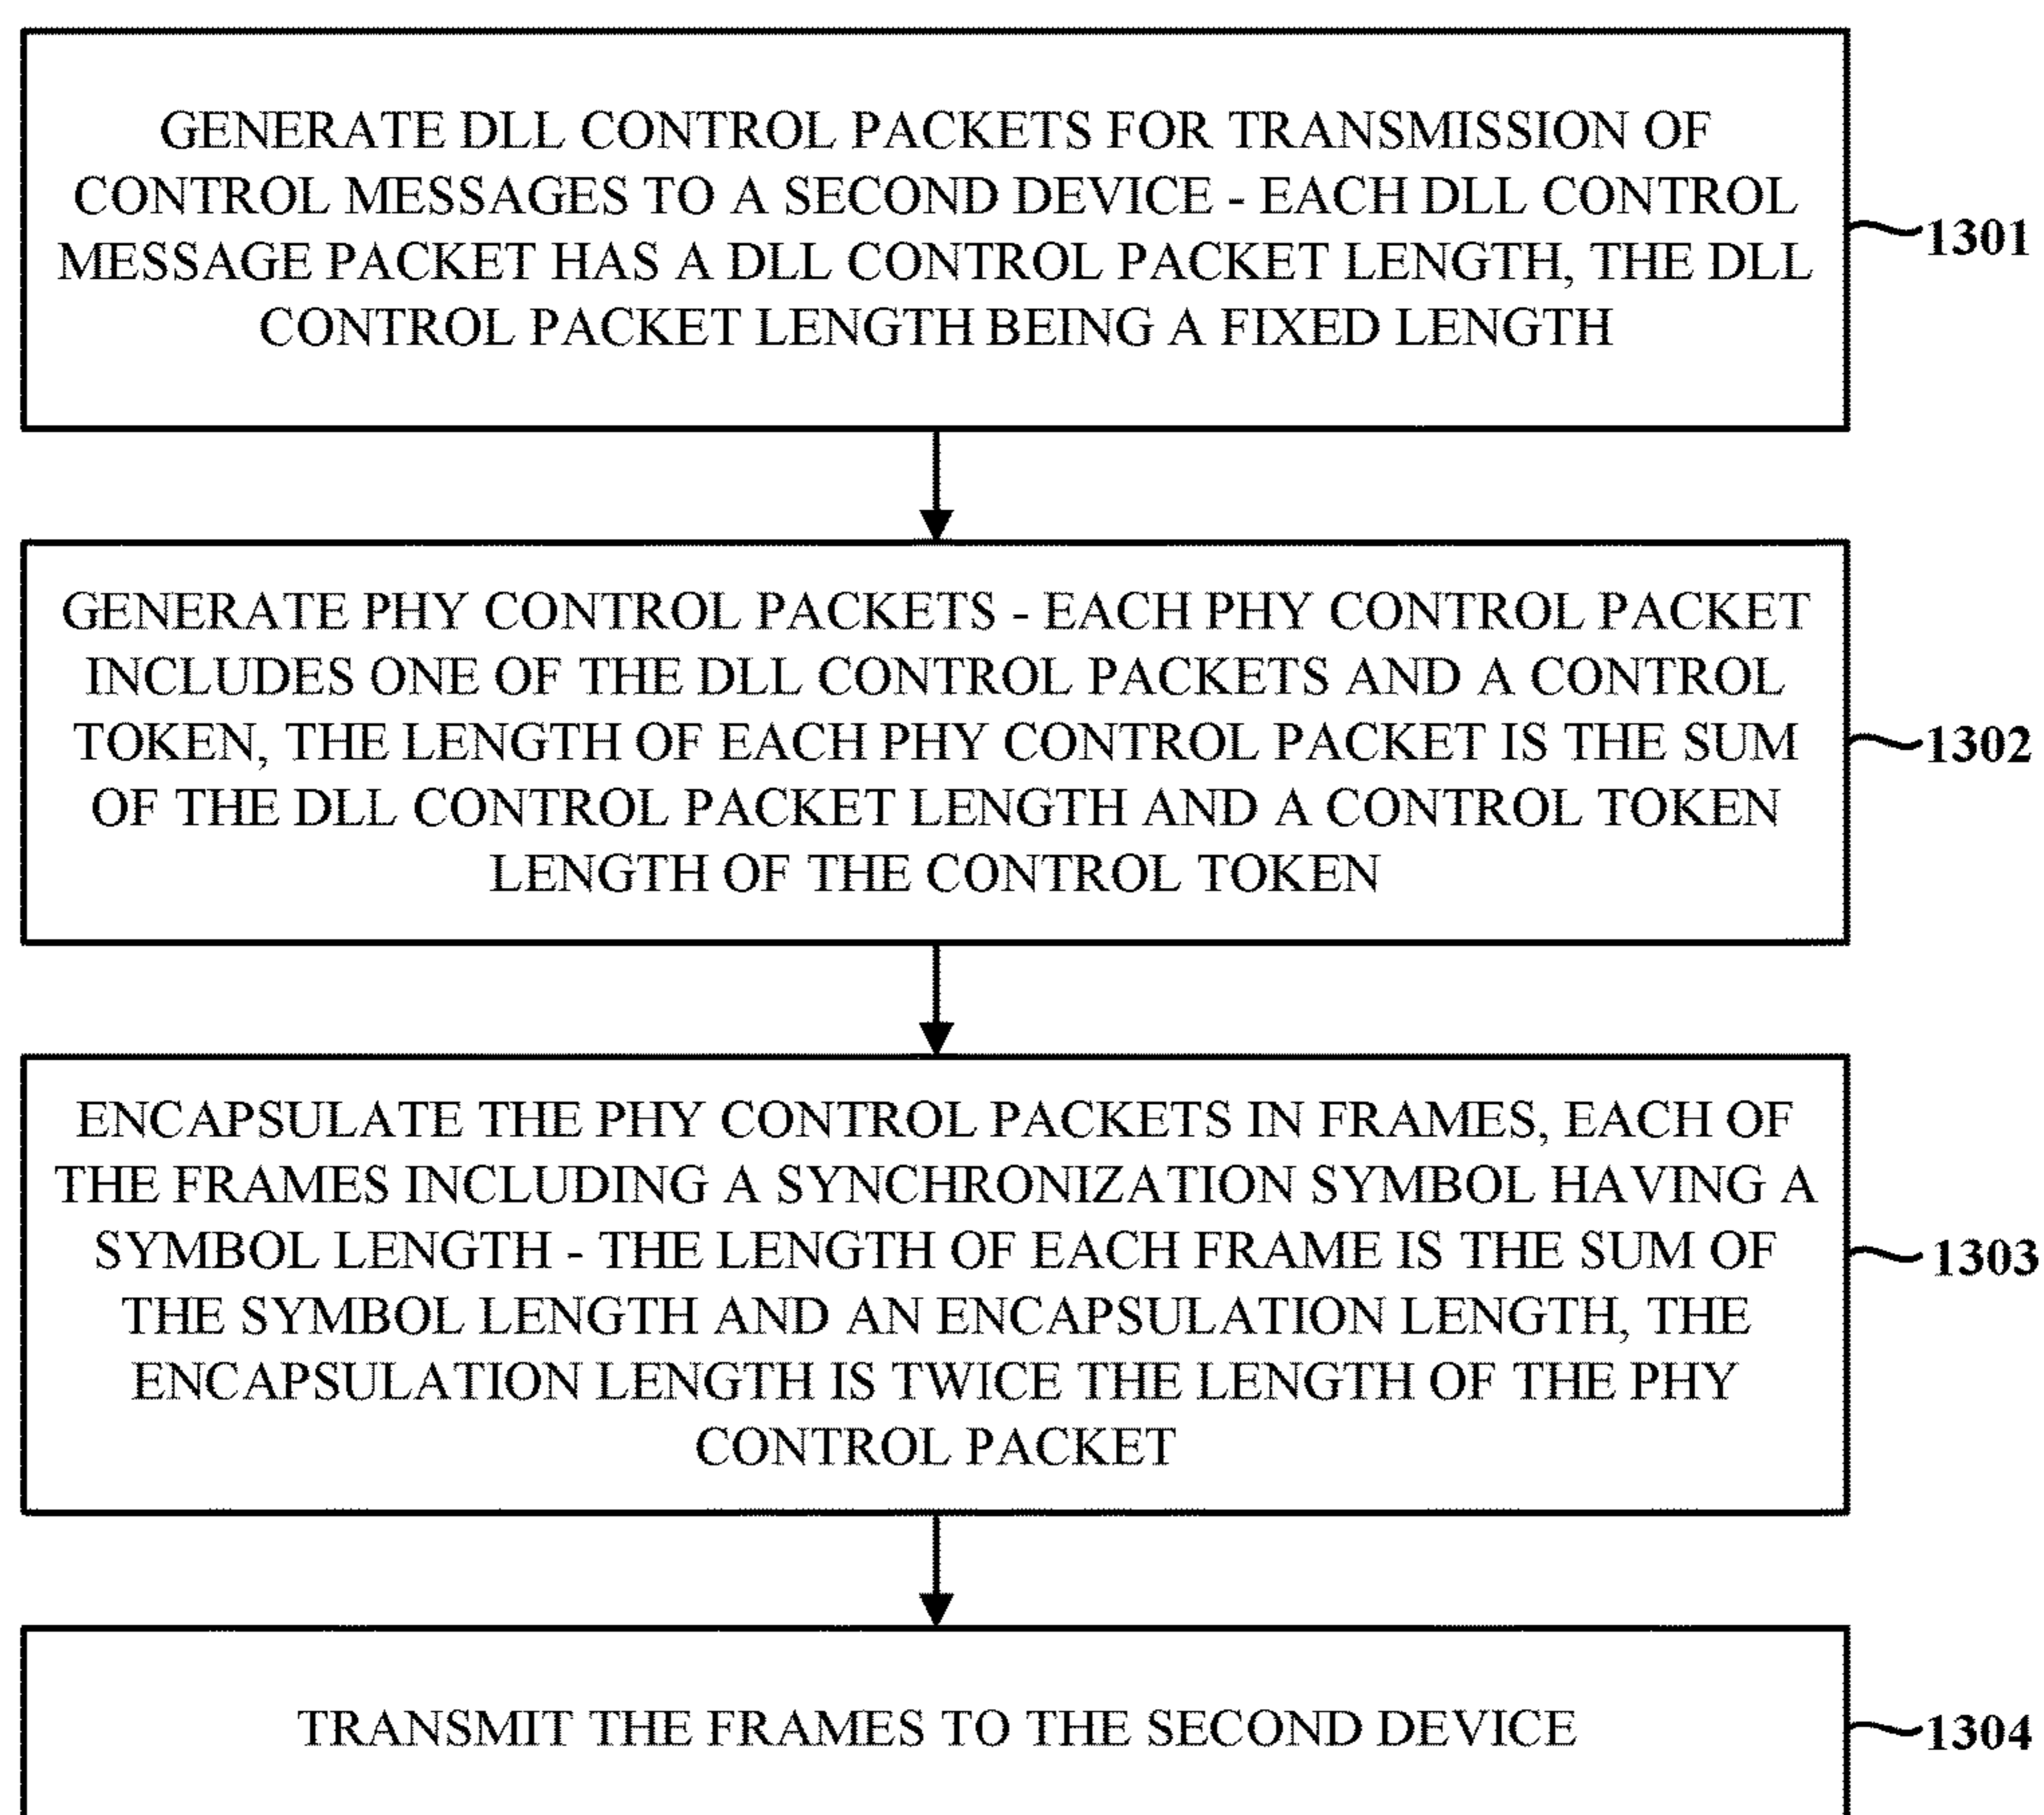 GENERATE DLL CONTROL PACKETS FOR TRANSMISSION OF
CONTROL MESSAGES TO A SECOND DEVICE - EACH DLL CONTROL
MESSAGE PACKET HAS A DLL CONTROL PACKET LENGTH, THE DLL
CONTROL PACKET LENGTH BEING A FIXED LENGTH
1301
GENERATE PHY CONTROL PACKETS - EACH PHY CONTROL PACKET
INCLUDES ONE OF THE DLL CONTROL PACKETS AND A CONTROL
TOKEN, THE LENGTH OF EACH PHY CONTROL PACKET IS THE SUM
OF THE DLL CONTROL PACKET LENGTH AND A CONTROL TOKEN
LENGTH OF THE CONTROL TOKEN
1302
ENCAPSULATE THE PHY CONTROL PACKETS IN FRAMES, EACH OF
THE FRAMES INCLUDING A SYNCHRONIZATION SYMBOL HAVING A
SYMBOL LENGTH - THE LENGTH OF EACH FRAME IS THE SUM OF
THE SYMBOL LENGTH AND AN ENCAPSULATION LENGTH, THE
ENCAPSULATION LENGTH IS TWICE THE LENGTH OF THE PHY
CONTROL PACKET
1303
TRANSMIT THE FRAMES TO THE SECOND DEVICE
1304